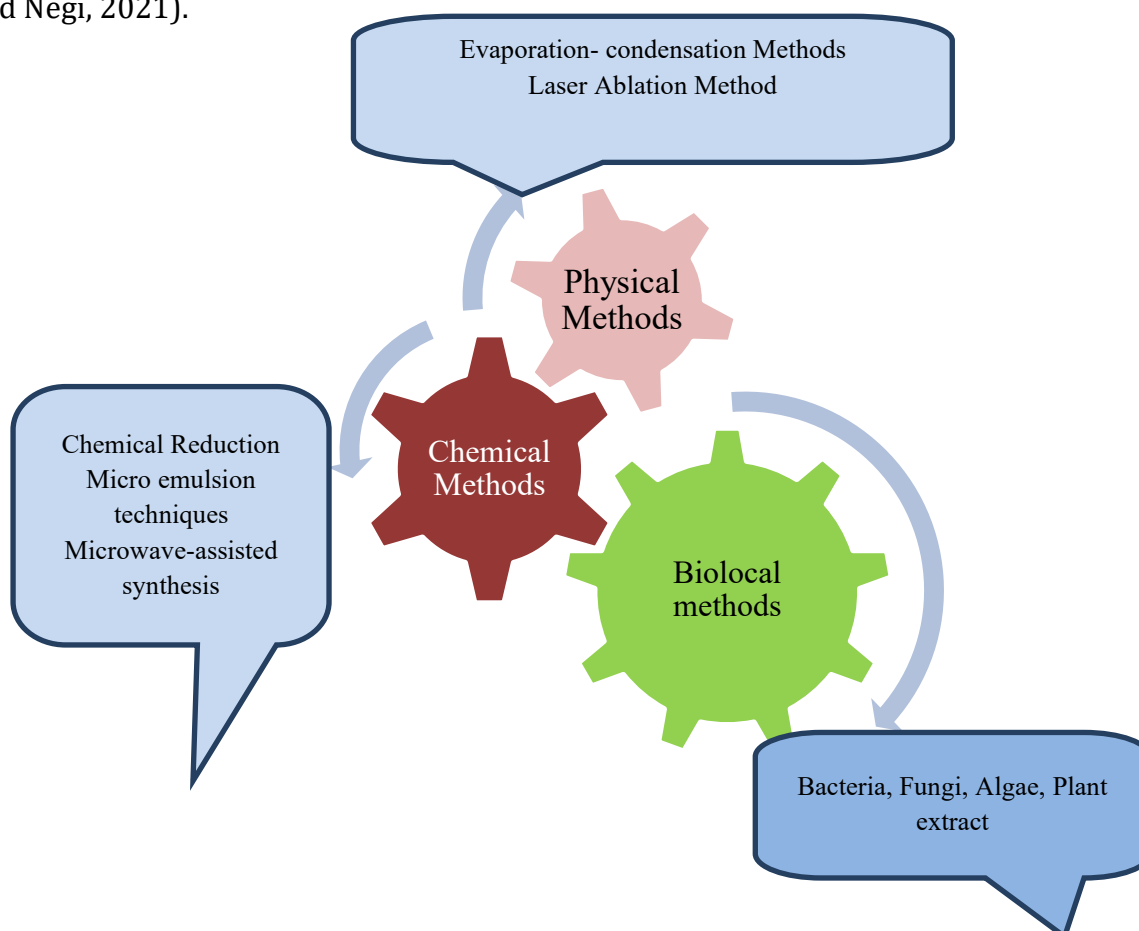 d Negi, 2021).
Evaporation- condensation Methods
Laser Ablation Method
Physical
Methods
Chemical Reduction
Micro emulsion
techniques
Microwave-assisted
synthesis
Chemical
Methods
Biolocal
methods
Bacteria, Fungi, Algae, Plant
extract